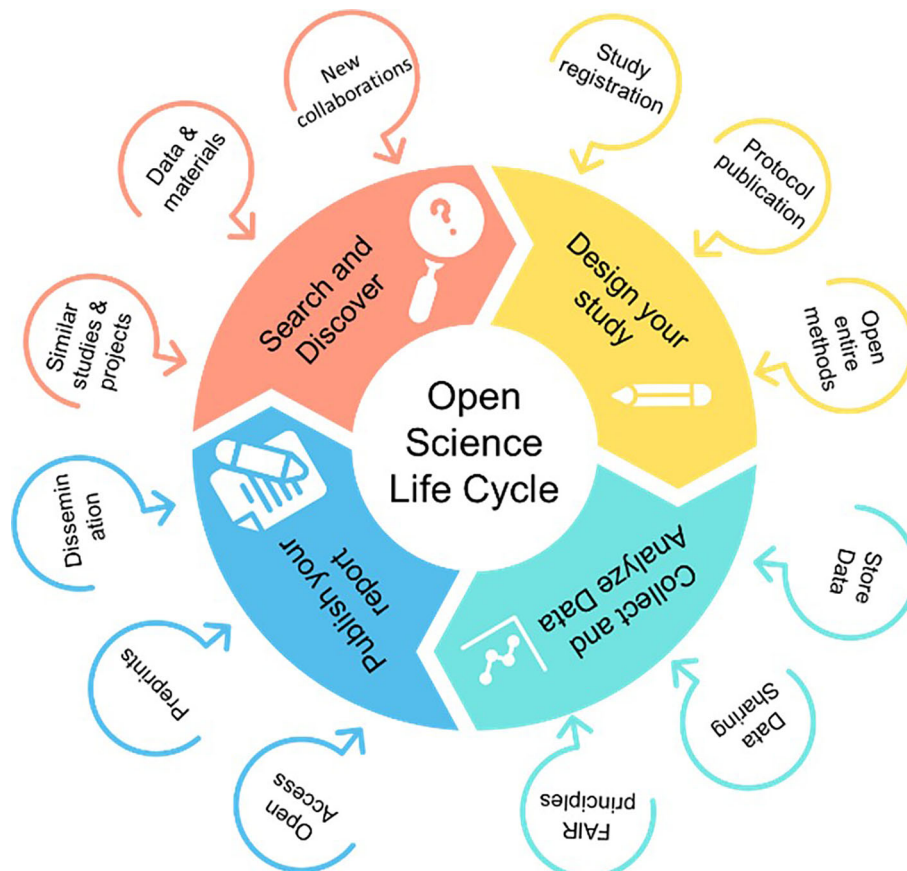 Open
Science
Life Cycle
Search and
Discover
Similar
studies &
projects
Data &
materials
New
collaborations
Design your
study
Study
registration
Protocol
publication
Open
entire
methods
Collect and
Analyze Data
Store
Data
Data
Sharing
FAIR
principles
Publish your
report
Open
Access
Preprints
Dissemin
ation
?